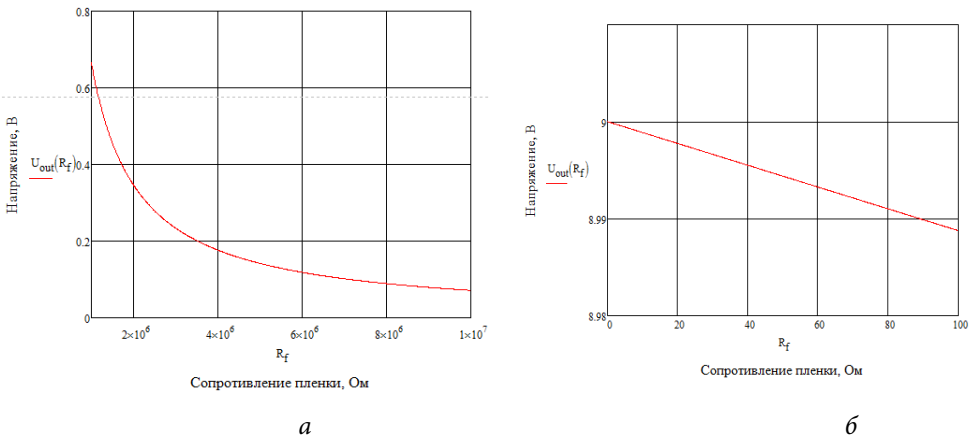 0.8
0.6
0.4
0.2
0
Напряжение, В
U_out(R_f)
2×10^6
4×10^6
6×10^6
8×10^6
1×10^7
R_f
Сопротивление пленки, Ом
а
9
8.99
8.98
Напряжение, В
U_out(R_f)
0
20
40
60
80
100
R_f
Сопротивление пленки, Ом
б